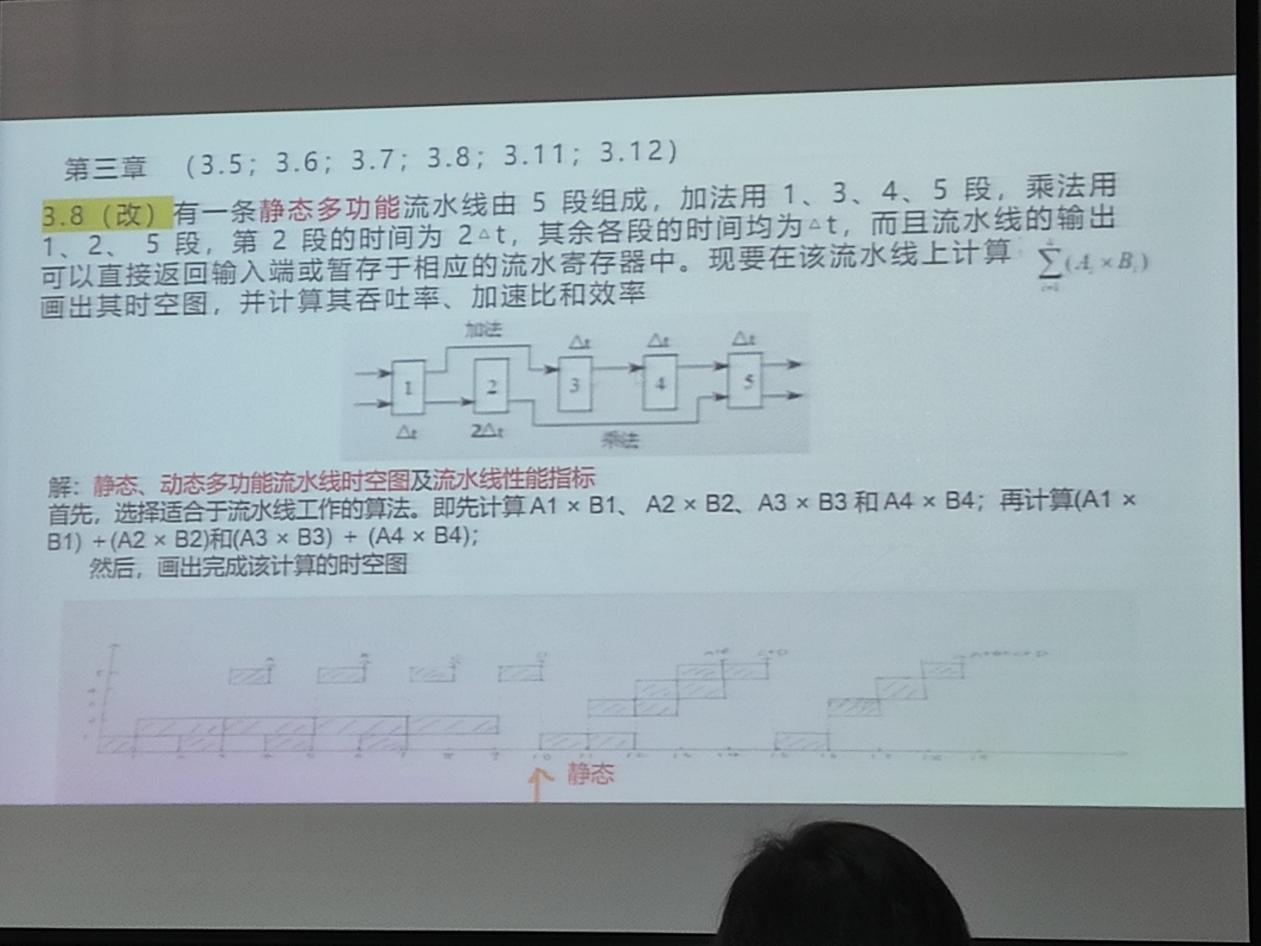 第三章 （3.5；3.6；3.7；3.8；3.11；3.12）
3.8（改）有一条静态多功能流水线由 5 段组成，加法用 1、3、4、5 段，乘法用
1、2、 5 段，第 2 段的时间为 2△t，其余各段的时间均为△t，而且流水线的输出
可以直接返回输入端或暂存于相应的流水寄存器中。现要在该流水线上计算 ∑(Aᵢ×Bᵢ)
画出其时空图，并计算其吞吐率、加速比和效率
加法 △t △t △t
1 2 3 4 5
△t 2△t 乘法
解：静态、动态多功能流水线时空图及流水线性能指标
首先，选择适合于流水线工作的算法。即先计算A1 × B1、 A2 × B2、A3 × B3 和 A4 × B4；再计算(A1 ×
B1) +(A2 × B2)和(A3 × B3) + (A4 × B4);
然后，画出完成该计算的时空图
静态